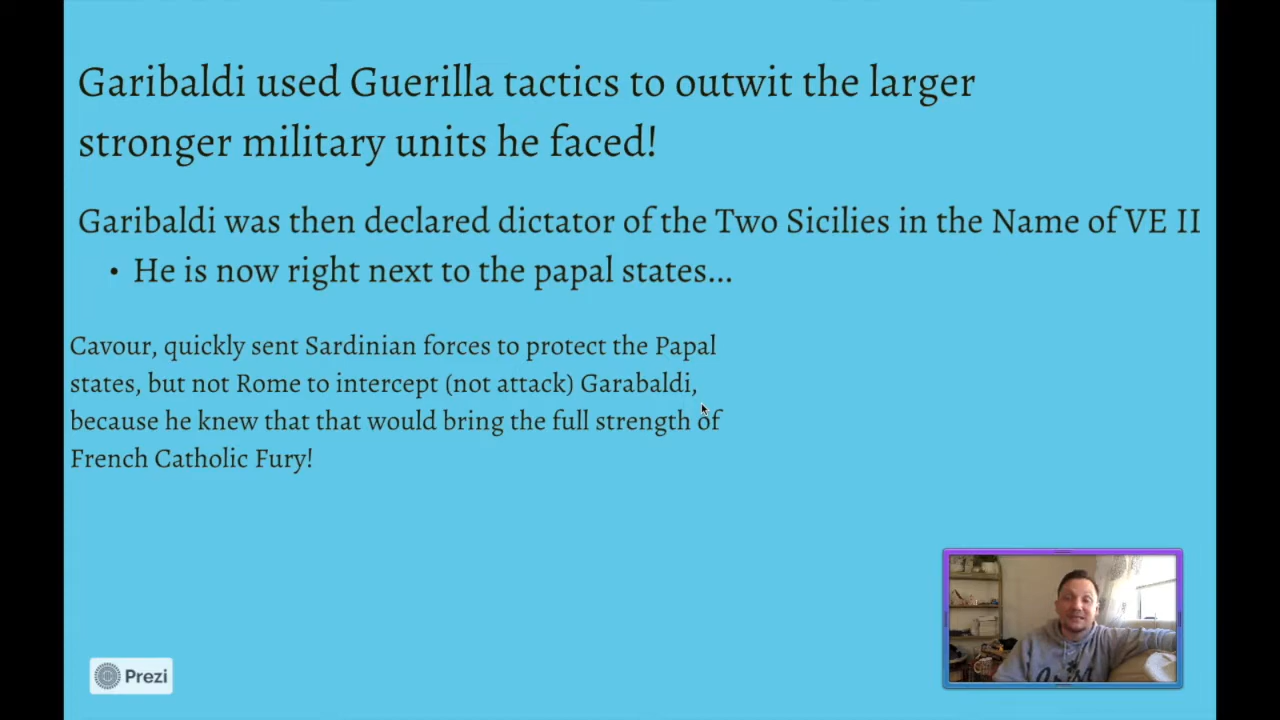 Garibaldi used Guerilla tactics to outwit the larger
stronger military units he faced!
Garibaldi was then declared dictator of the Two Sicilies in the Name of VE II
• He is now right next to the papal states...
Cavour, quickly sent Sardinian forces to protect the Papal
states, but not Rome to intercept (not attack) Garabaldi,
because he knew that that would bring the full strength of
French Catholic Fury!
Prezi